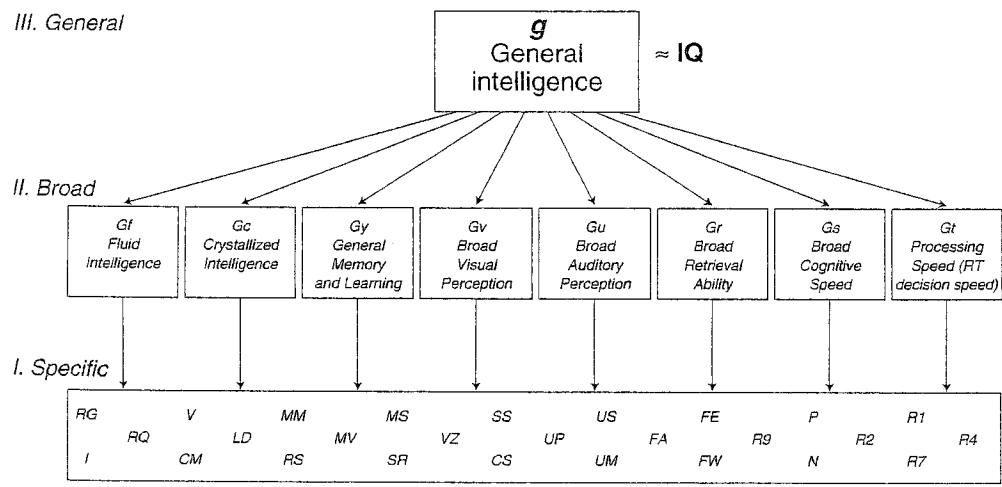 III. General
g
General
intelligence
≈ IQ
II. Broad
Gf
Fluid
Intelligence
Gc
Crystallized
Intelligence
Gy
General
Memory
and Learning
Gv
Broad
Visual
Perception
Gu
Broad
Auditory
Perception
Gr
Broad
Retrieval
Ability
Gs
Broad
Cognitive
Speed
Gt
Processing
Speed (RT
decision speed)
I. Specific
RG V MM MS SS US FE P R1
RQ LD MV VZ UP FA R9 R2 R4
I CM RS SR CS UM FW N R7